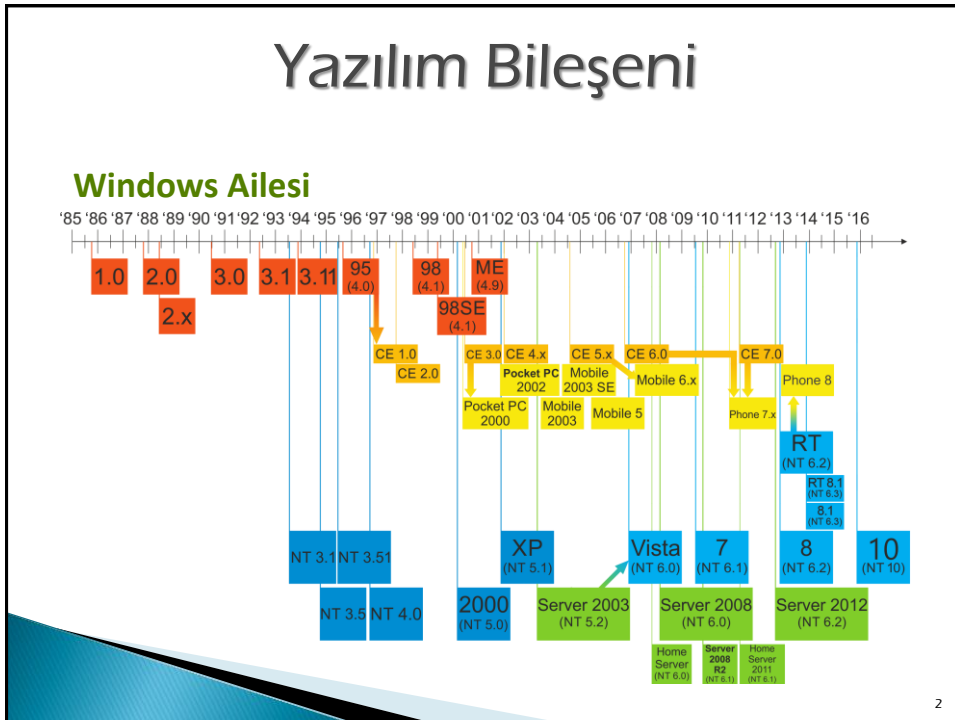 Yazılım Bileşeni
Windows Ailesi
'85 '86 '87 '88 '89 '90 '91 '92 '93 '94 '95 '96 '97 '98 '99 '00 '01 '02 '03 '04 '05 '06 '07 '08 '09 '10 '11 '12 '13 '14 '15 '16
1.0
2.0
3.0
3.1
3.11
95
(4.0)
98
(4.1)
ME
(4.9)
2.x
98SE
(4.1)
CE 1.0
CE 3.0
CE 4.x
CE 5.x
CE 6.0
CE 7.0
CE 2.0
Pocket PC
2002
Mobile
2003 SE
Mobile 6.x
Phone 8
Pocket PC
2000
Mobile
2003
Mobile 5
Phone 7.x
RT
(NT 6.2)
RT 8.1
(NT 6.3)
8.1
(NT 6.3)
NT 3.1
NT 3.51
XP
(NT 5.1)
Vista
(NT 6.0)
7
(NT 6.1)
8
(NT 6.2)
10
(NT 10)
NT 3.5
NT 4.0
2000
(NT 5.0)
Server 2003
(NT 5.2)
Server 2008
(NT 6.0)
Server 2012
(NT 6.2)
Home
Server
(NT 6.0)
Server
2008
R2
(NT 6.1)
Home
Server
2011
(NT 6.1)
2